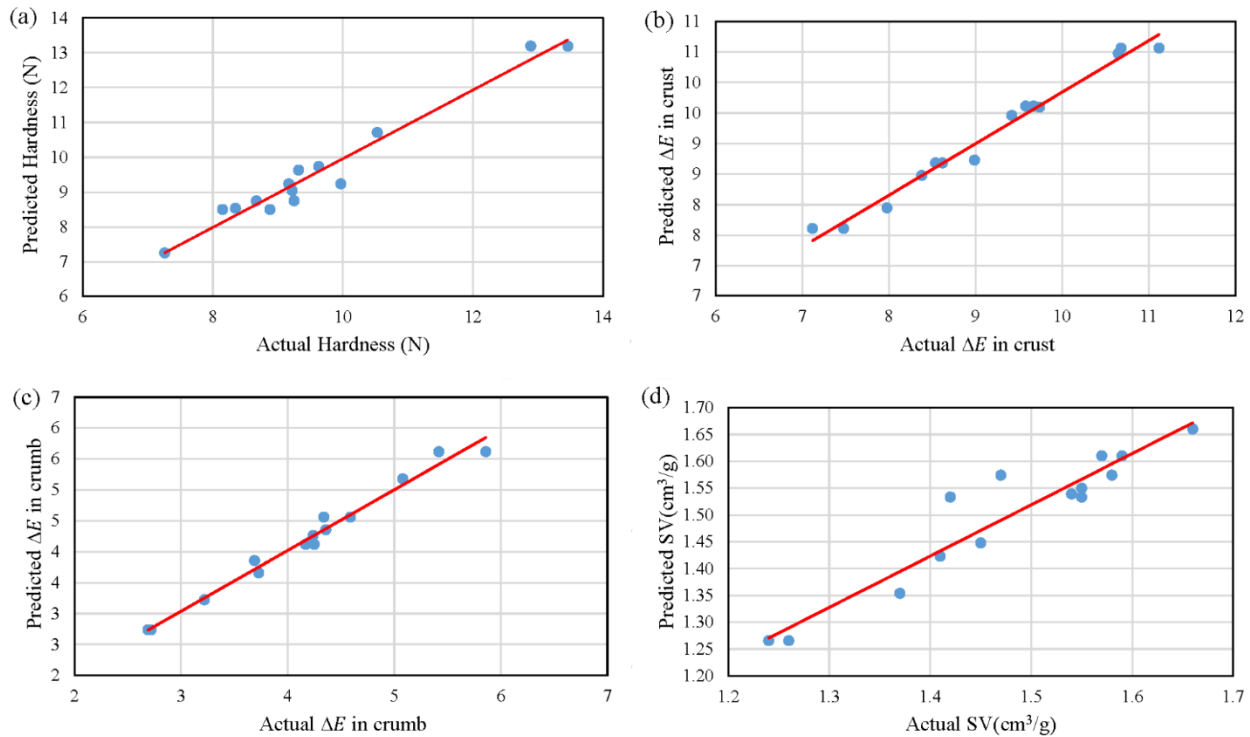 (a)
14
13
12
11
10
9
8
7
6
Predicted Hardness (N)
6 8 10 12 14
Actual Hardness (N)
(b)
11
11
10
10
9
9
8
8
7
7
Predicted ΔE in crust
6 7 8 9 10 11 12
Actual ΔE in crust
(c)
7
6
6
5
5
4
4
3
3
2
Predicted ΔE in crumb
2 3 4 5 6 7
Actual ΔE in crumb
(d)
1.70
1.65
1.60
1.55
1.50
1.45
1.40
1.35
1.30
1.25
1.20
Predicted SV(cm³/g)
1.2 1.3 1.4 1.5 1.6 1.7
Actual SV(cm³/g)